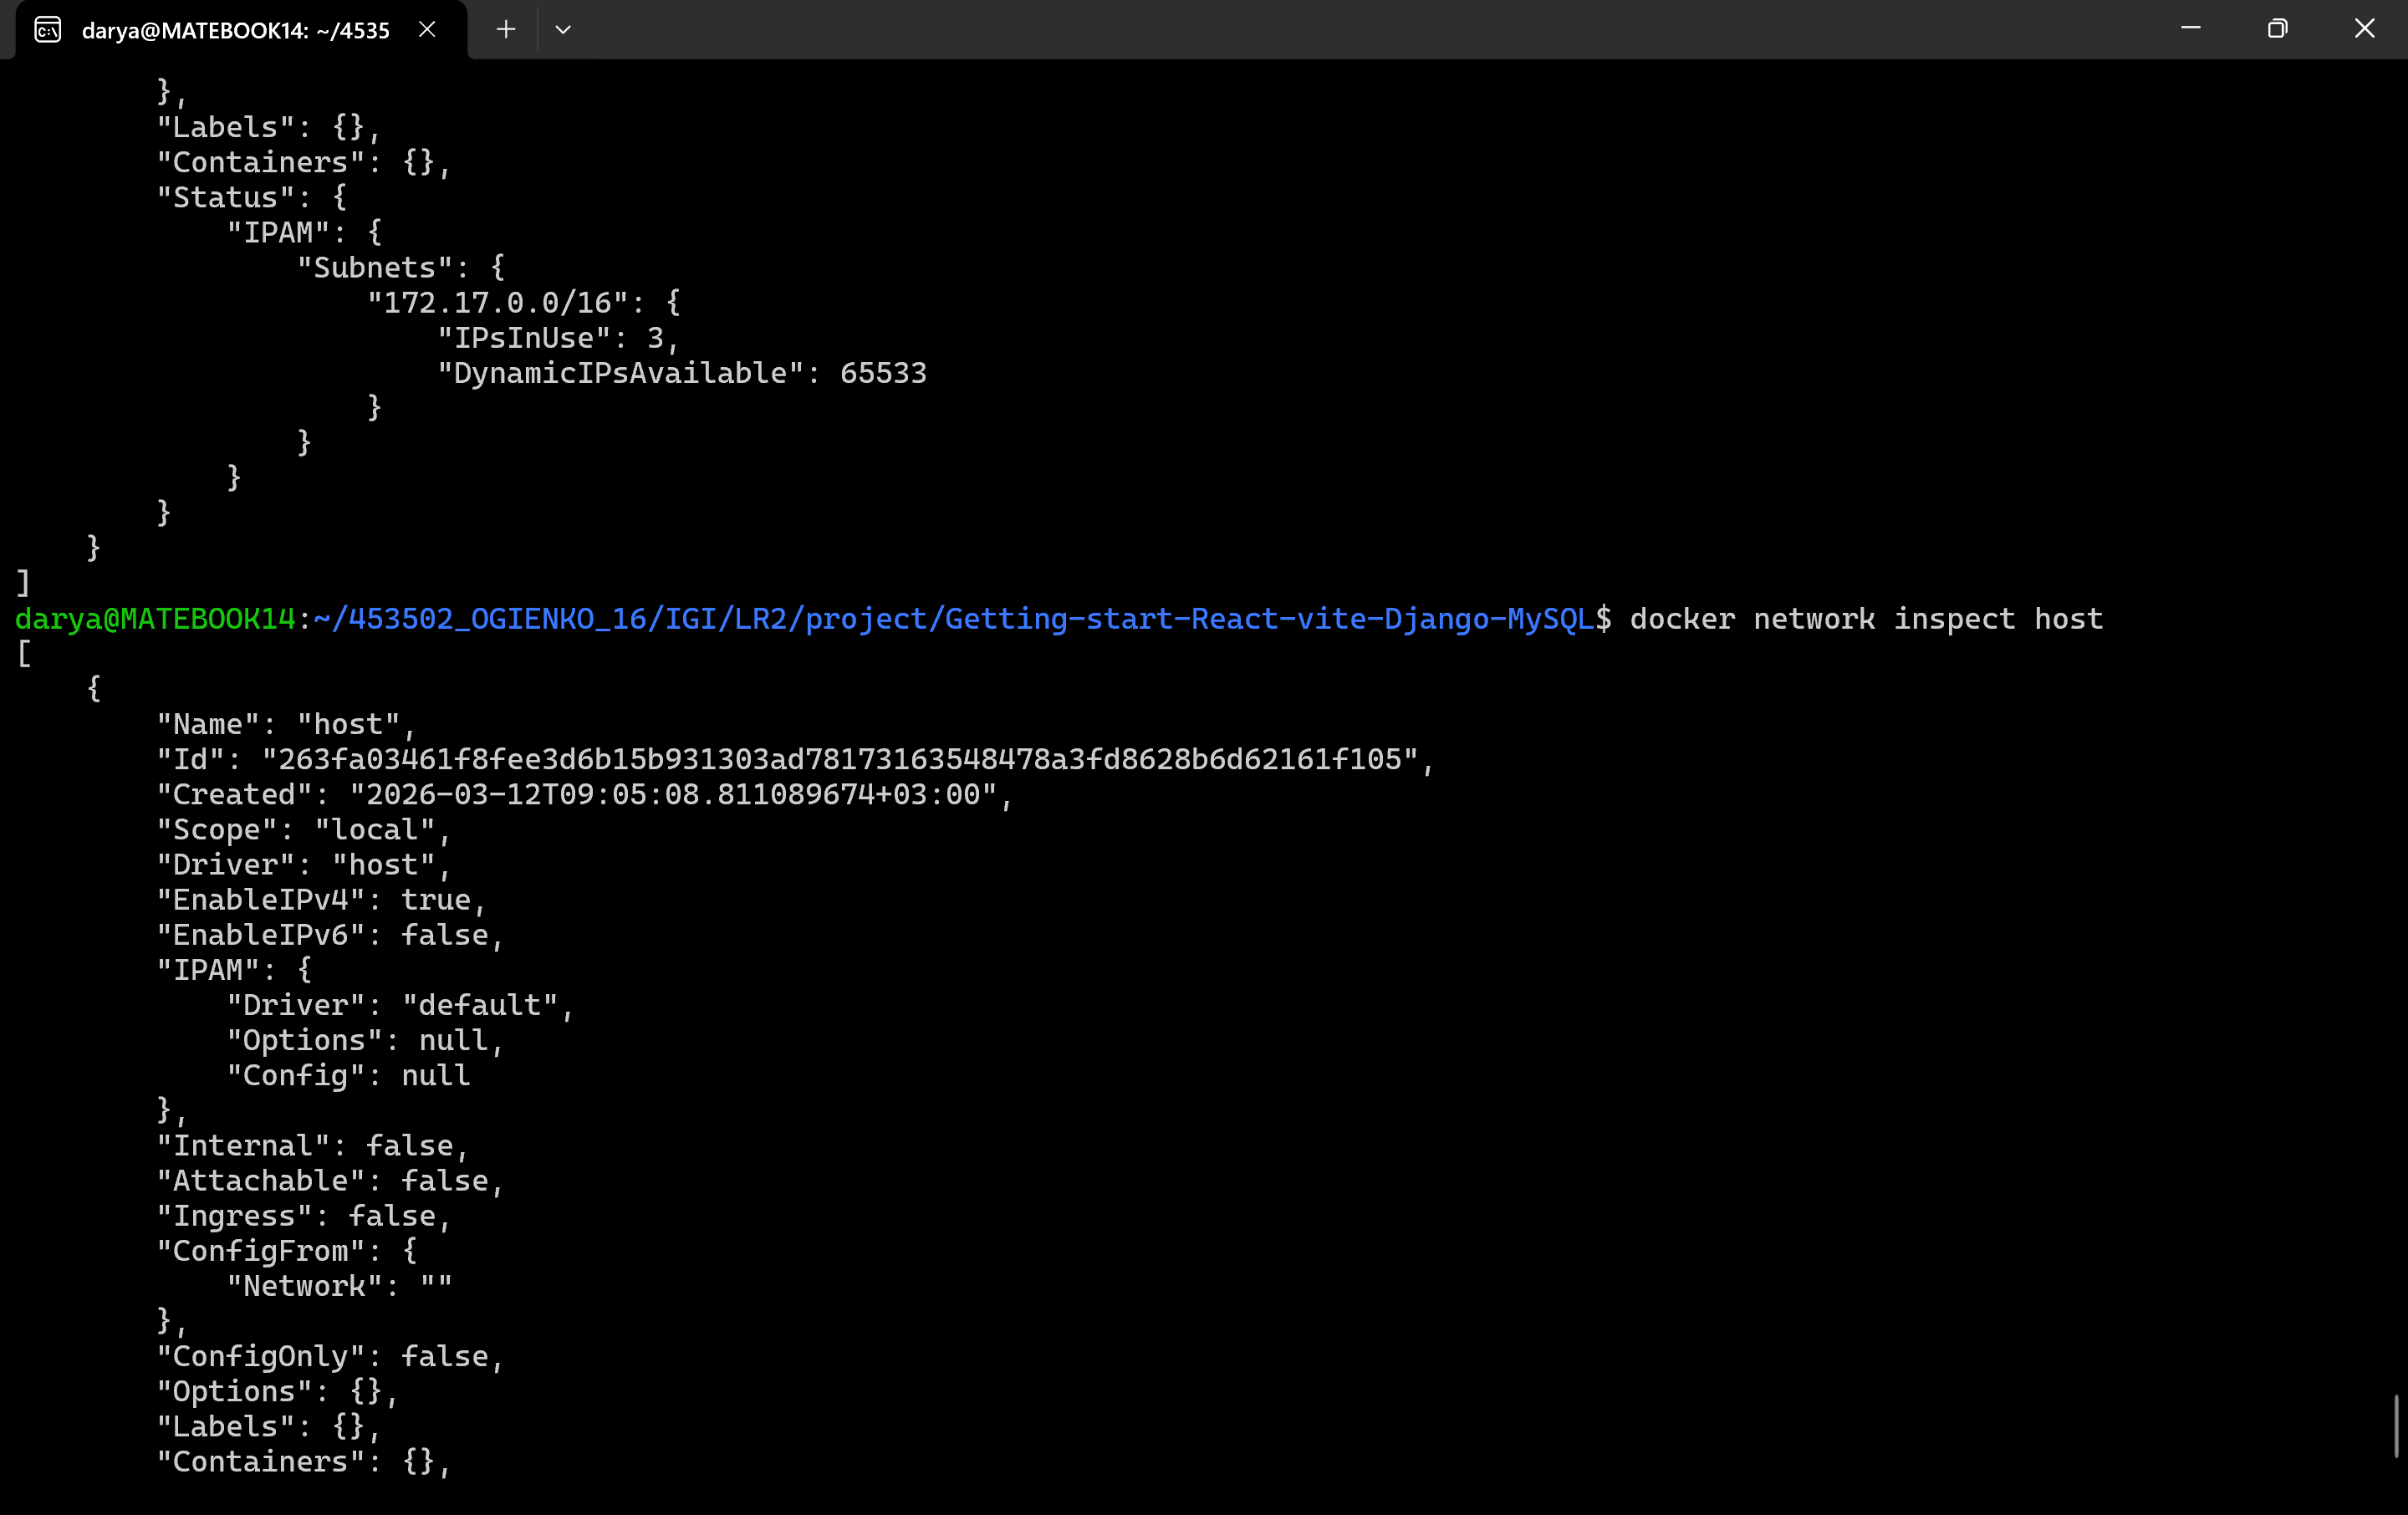 darya@MATEBOOK14: ~/4535
        },
        "Labels": {},
        "Containers": {},
        "Status": {
            "IPAM": {
                "Subnets": {
                    "172.17.0.0/16": {
                        "IPsInUse": 3,
                        "DynamicIPsAvailable": 65533
                    }
                }
            }
        }
    }
]
darya@MATEBOOK14:~/453502_OGIENKO_16/IGI/LR2/project/Getting-start-React-vite-Django-MySQL$ docker network inspect host
[
    {
        "Name": "host",
        "Id": "263fa03461f8fee3d6b15b931303ad78173163548478a3fd8628b6d62161f105",
        "Created": "2026-03-12T09:05:08.811089674+03:00",
        "Scope": "local",
        "Driver": "host",
        "EnableIPv4": true,
        "EnableIPv6": false,
        "IPAM": {
            "Driver": "default",
            "Options": null,
            "Config": null
        },
        "Internal": false,
        "Attachable": false,
        "Ingress": false,
        "ConfigFrom": {
            "Network": ""
        },
        "ConfigOnly": false,
        "Options": {},
        "Labels": {},
        "Containers": {},